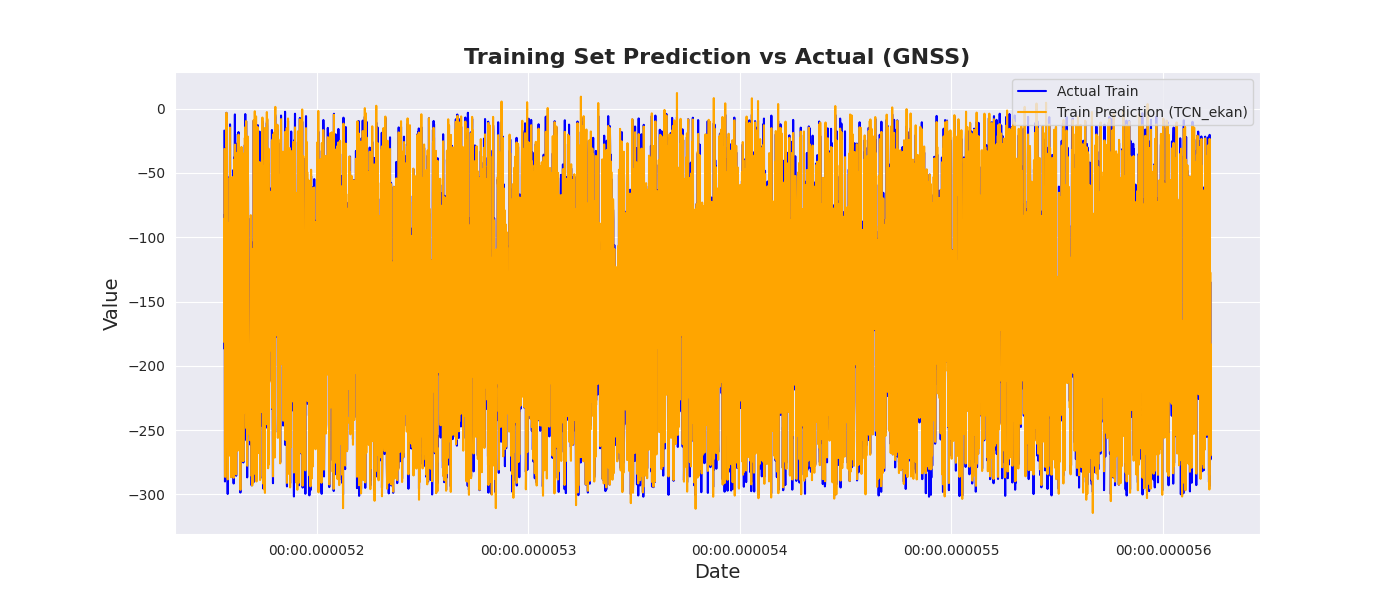 Training Set Prediction vs Actual (GNSS)
Actual Train
Train Prediction (TCN_ekan)
Value
0
−50
−100
−150
−200
−250
−300
00:00.000052
00:00.000053
00:00.000054
00:00.000055
00:00.000056
Date